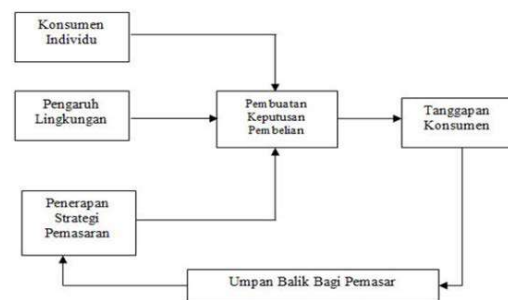 Konsumen
Individu
Pengaruh
Lingkungan
Pembuatan
Keputusan
Pembelian
Tanggapan
Konsumen
Penerapan
Strategi
Pemasaran
Umpan Balik Bagi Pemasar